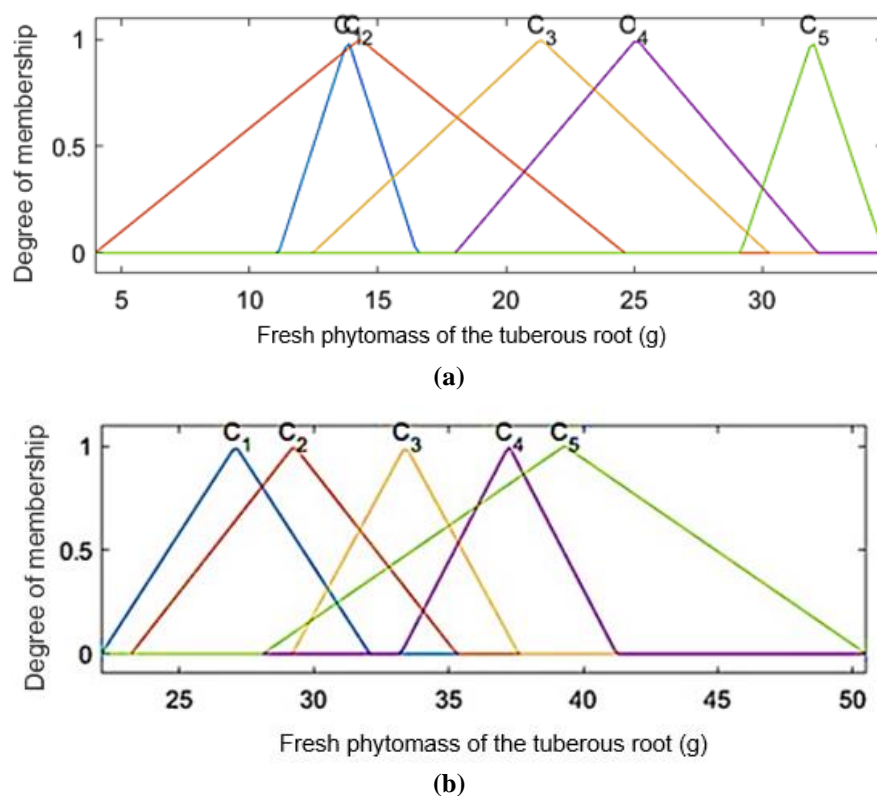 C₁ C₂ C₃ C₄ C₅
1
0.5
0
Degree of membership
5 10 15 20 25 30
Fresh phytomass of the tuberous root (g)
(a)
C₁ C₂ C₃ C₄ C₅
1
0.5
0
Degree of membership
25 30 35 40 45 50
Fresh phytomass of the tuberous root (g)
(b)